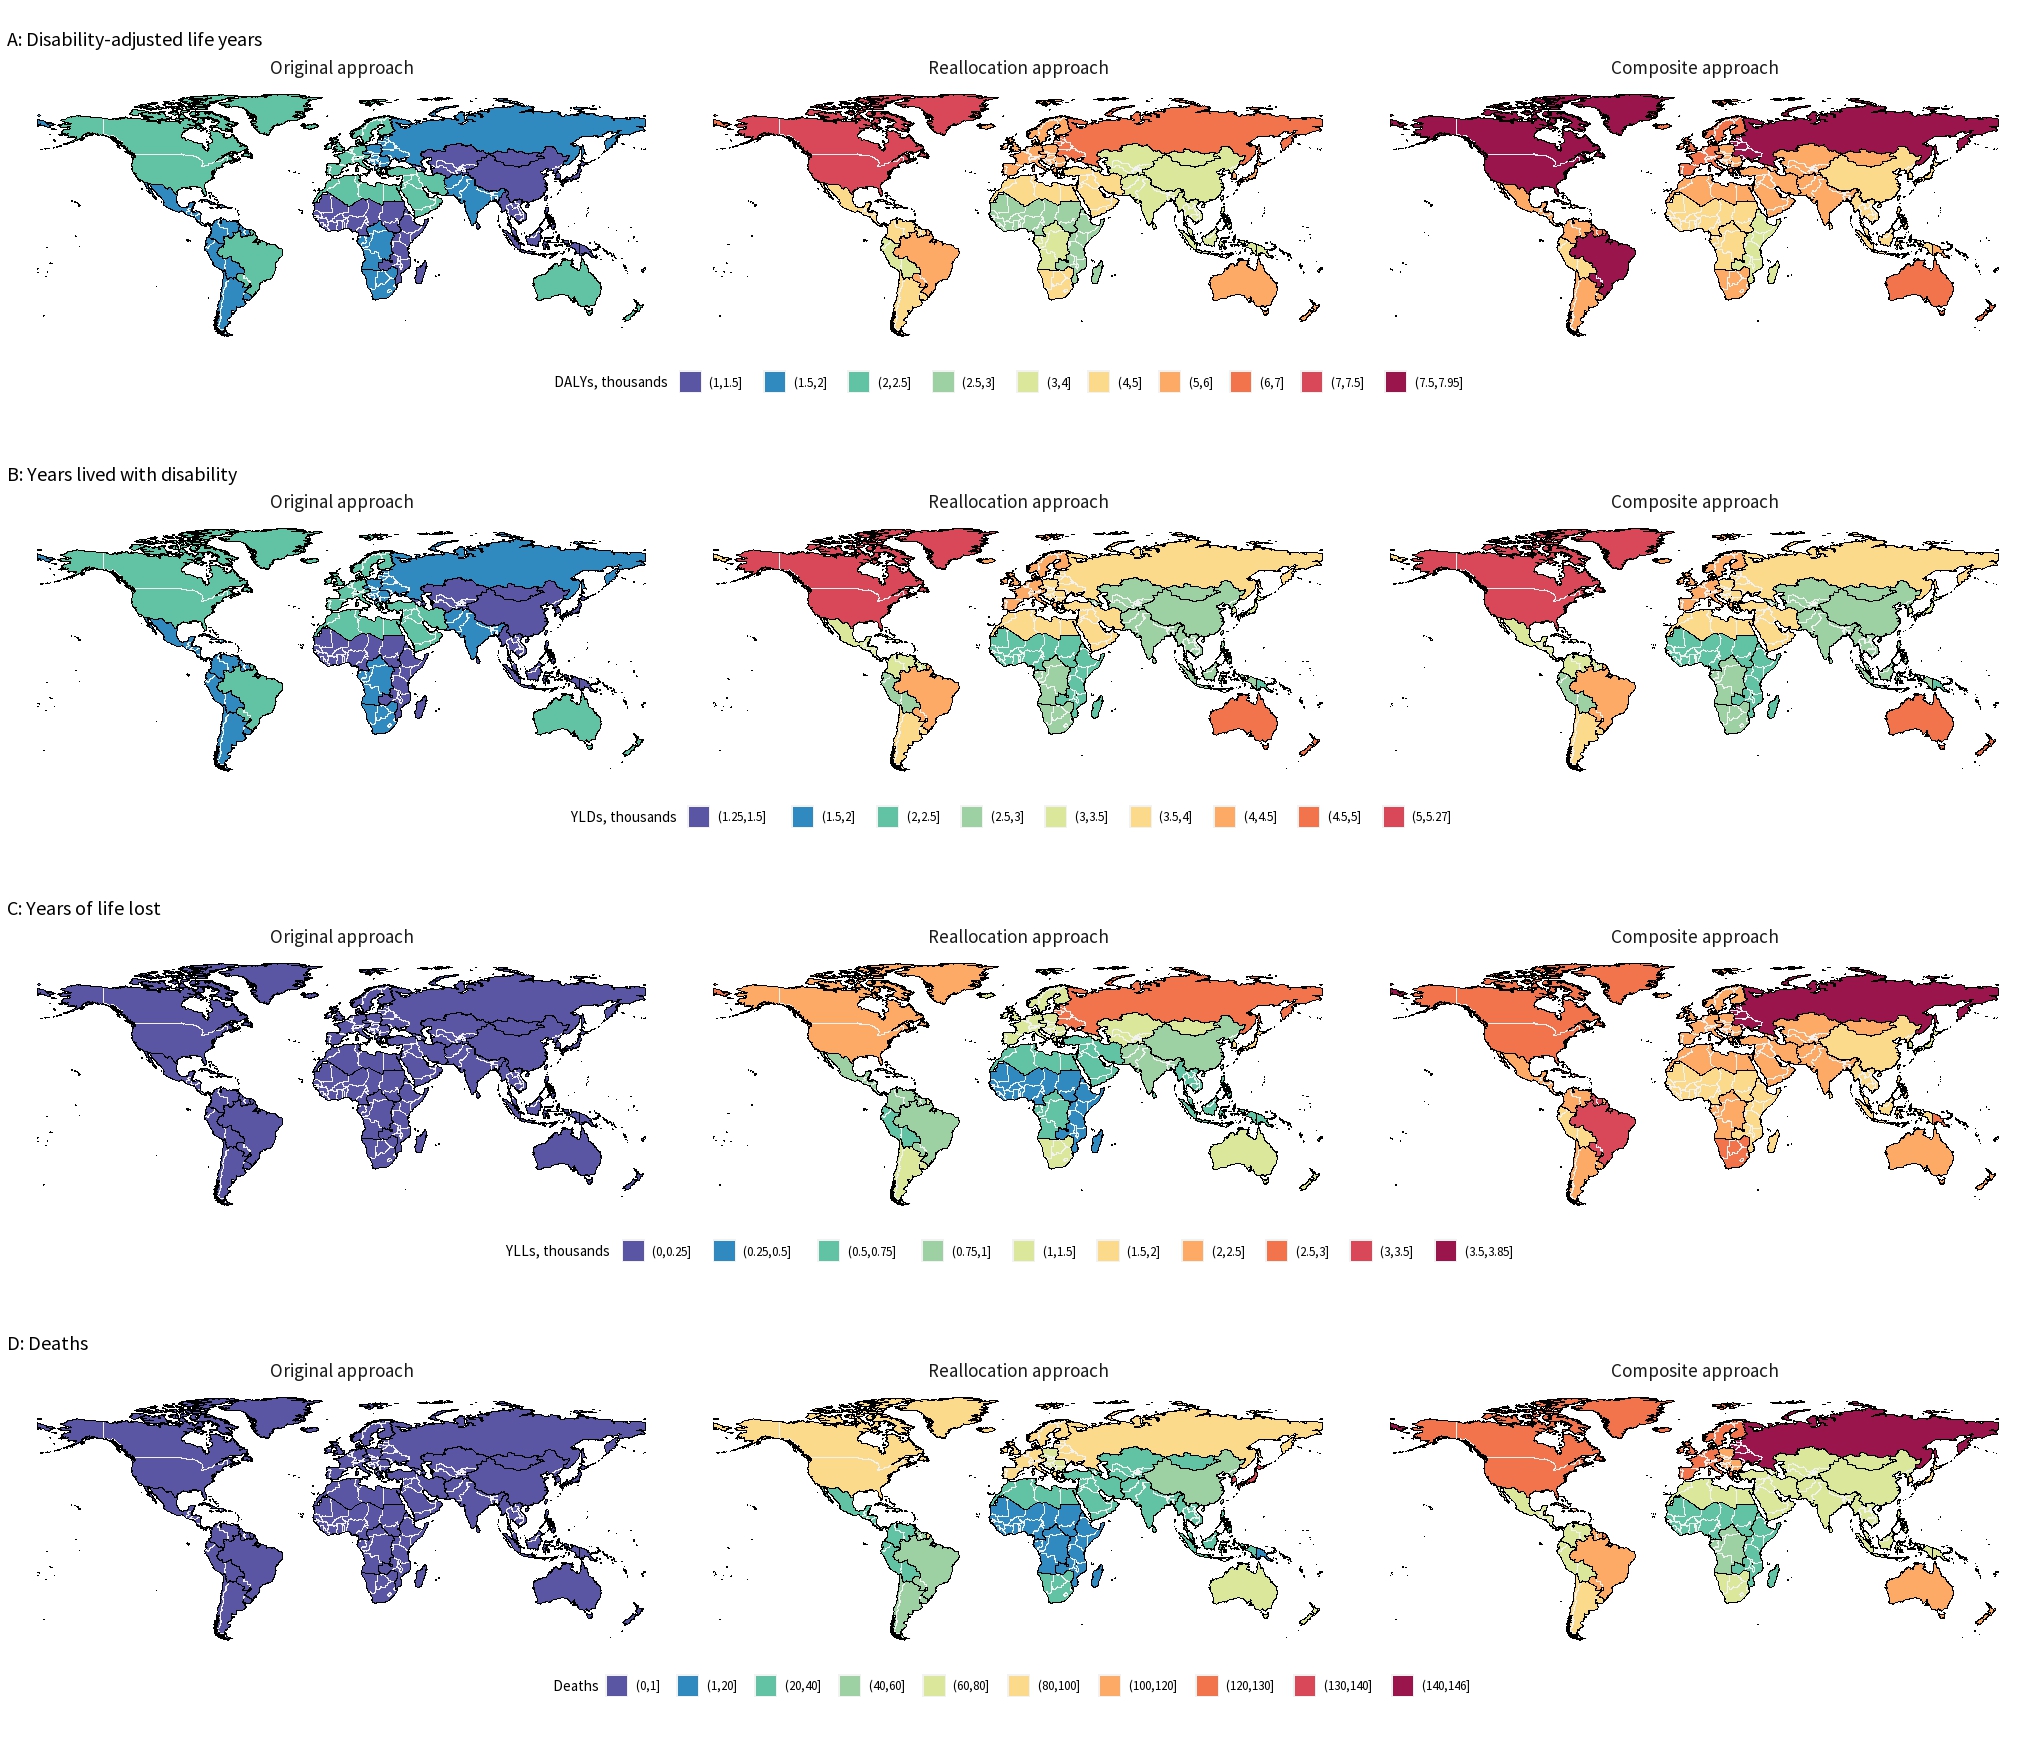 A: Disability-adjusted life years
Original approach Reallocation approach Composite approach
DALYs, thousands (1,1.5] (1.5,2] (2,2.5] (2.5,3] (3,4] (4,5] (5,6] (6,7] (7,7.5] (7.5,7.95]
B: Years lived with disability
Original approach Reallocation approach Composite approach
YLDs, thousands (1.25,1.5] (1.5,2] (2,2.5] (2.5,3] (3,3.5] (3.5,4] (4,4.5] (4.5,5] (5,5.27]
C: Years of life lost
Original approach Reallocation approach Composite approach
YLLs, thousands (0,0.25] (0.25,0.5] (0.5,0.75] (0.75,1] (1,1.5] (1.5,2] (2,2.5] (2.5,3] (3,3.5] (3.5,3.85]
D: Deaths
Original approach Reallocation approach Composite approach
Deaths (0,1] (1,20] (20,40] (40,60] (60,80] (80,100] (100,120] (120,130] (130,140] (140,146]